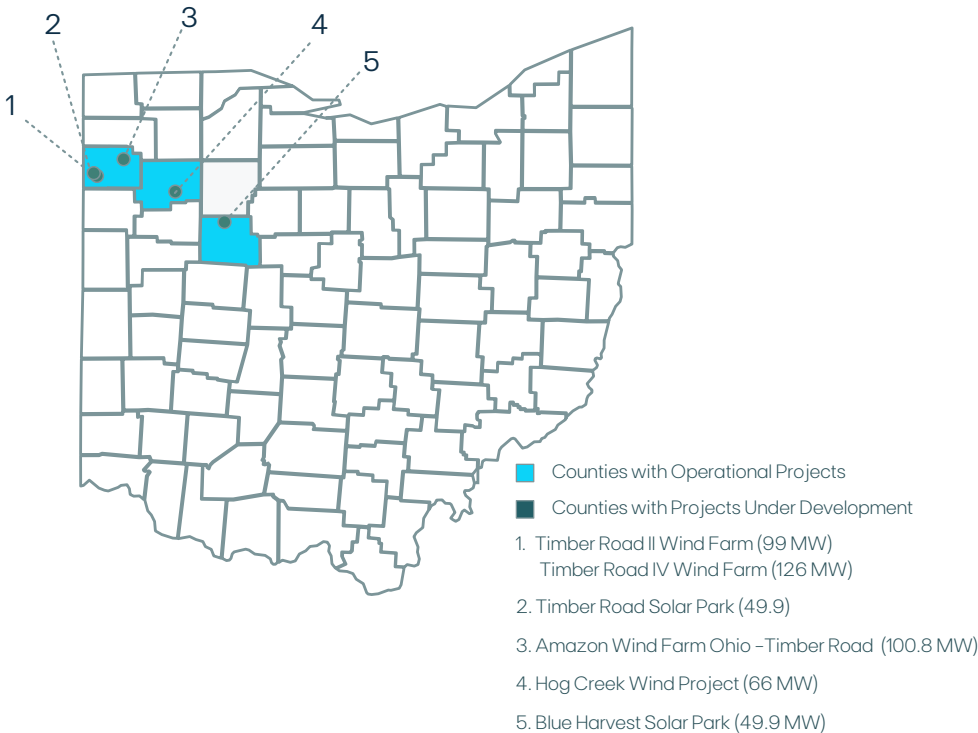 2
3
4
5
1
Counties with Operational Projects
Counties with Projects Under Development
1. Timber Road II Wind Farm (99 MW)
Timber Road IV Wind Farm (126 MW)
2. Timber Road Solar Park (49.9)
3. Amazon Wind Farm Ohio -Timber Road (100.8 MW)
4. Hog Creek Wind Project (66 MW)
5. Blue Harvest Solar Park (49.9 MW)